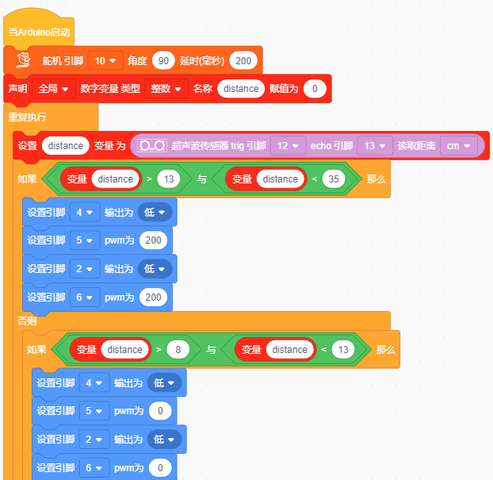 当Arduino启动
舵机 引脚 10 角度 90 延时(毫秒) 200
声明 全局 数字变量 类型 整数 名称 distance 赋值为 0
重复执行
设置 distance 变量 为 超声波传感器 trig 引脚 12 echo 引脚 13 读取距离 cm
如果 变量 distance > 13 与 变量 distance < 35 那么
设置引脚 4 输出为 低
设置引脚 5 pwm为 200
设置引脚 2 输出为 低
设置引脚 6 pwm为 200
否则
如果 变量 distance > 8 与 变量 distance < 13 那么
设置引脚 4 输出为 低
设置引脚 5 pwm为 0
设置引脚 2 输出为 低
设置引脚 6 pwm为 0